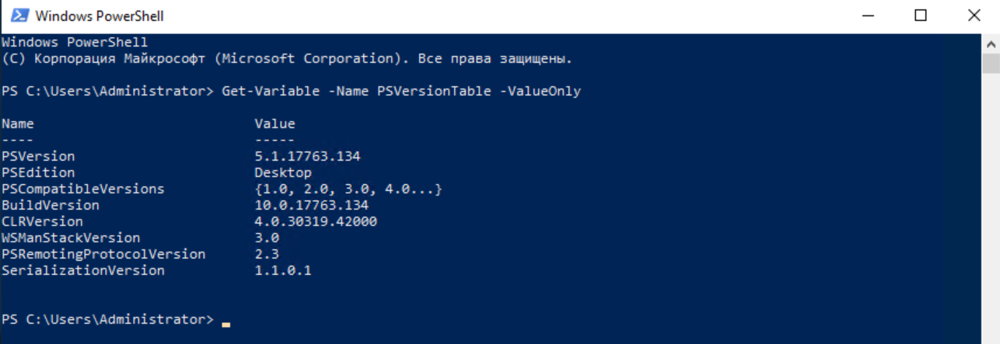 Windows PowerShell
Windows PowerShell
(C) Корпорация Майкрософт (Microsoft Corporation). Все права защищены.
PS C:\Users\Administrator> Get-Variable -Name PSVersionTable -ValueOnly
Name Value
---- -----
PSVersion 5.1.17763.134
PSEdition Desktop
PSCompatibleVersions {1.0, 2.0, 3.0, 4.0...}
BuildVersion 10.0.17763.134
CLRVersion 4.0.30319.42000
WSManStackVersion 3.0
PSRemotingProtocolVersion 2.3
SerializationVersion 1.1.0.1
PS C:\Users\Administrator>